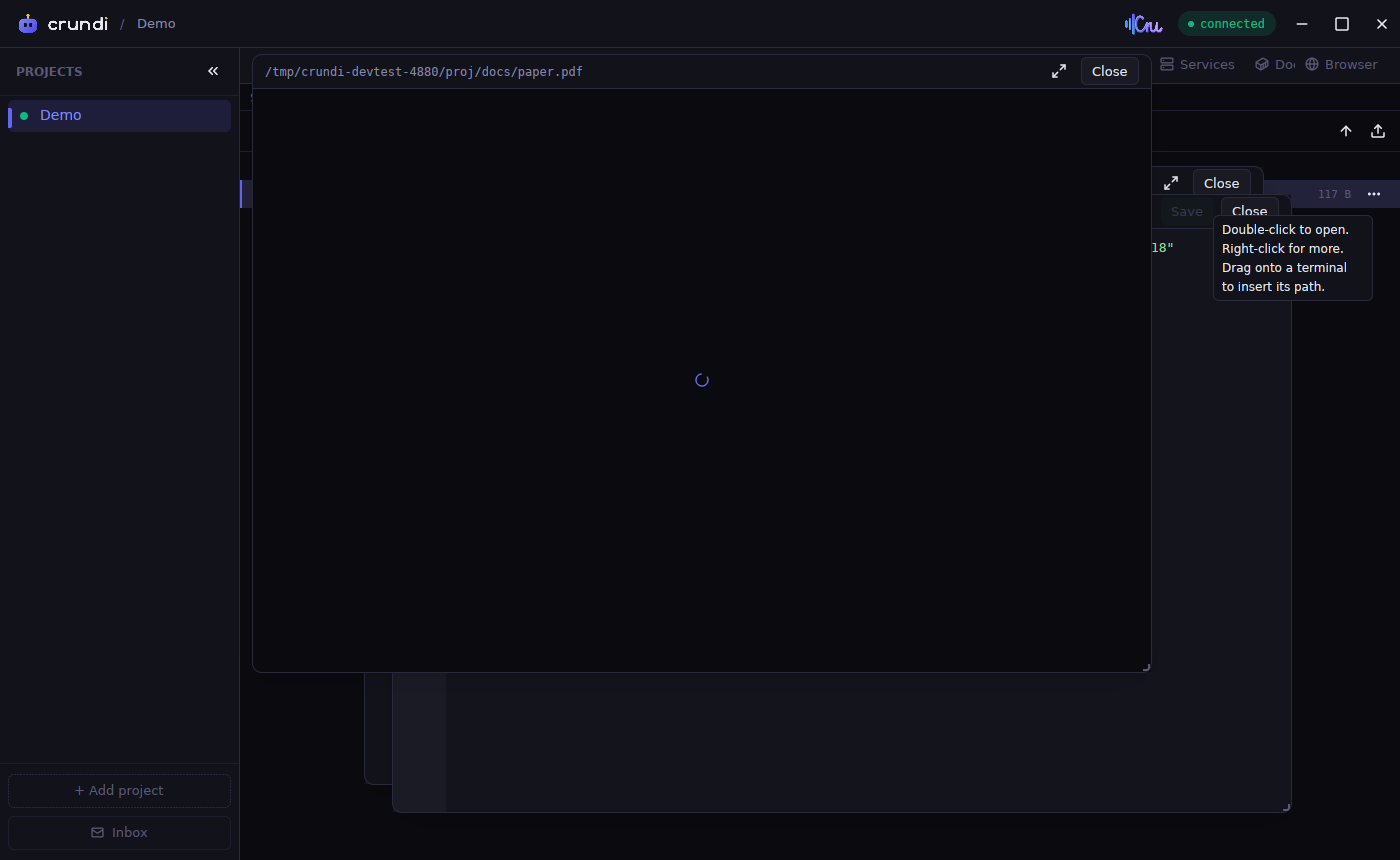 crundi / Demo
Cru
connected
PROJECTS
/tmp/crundi-devtest-4880/proj/docs/paper.pdf
Close
Services
Doc
Browser
Demo
117 B
Close
Save
Close
18"
Double-click to open.
Right-click for more.
Drag onto a terminal
to insert its path.
+ Add project
Inbox